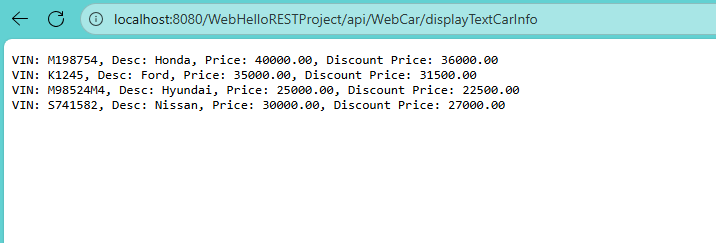 localhost:8080/WebHelloRESTProject/api/WebCar/displayTextCarInfo
VIN: M198754, Desc: Honda, Price: 40000.00, Discount Price: 36000.00
VIN: K1245, Desc: Ford, Price: 35000.00, Discount Price: 31500.00
VIN: M98524M4, Desc: Hyundai, Price: 25000.00, Discount Price: 22500.00
VIN: S741582, Desc: Nissan, Price: 30000.00, Discount Price: 27000.00